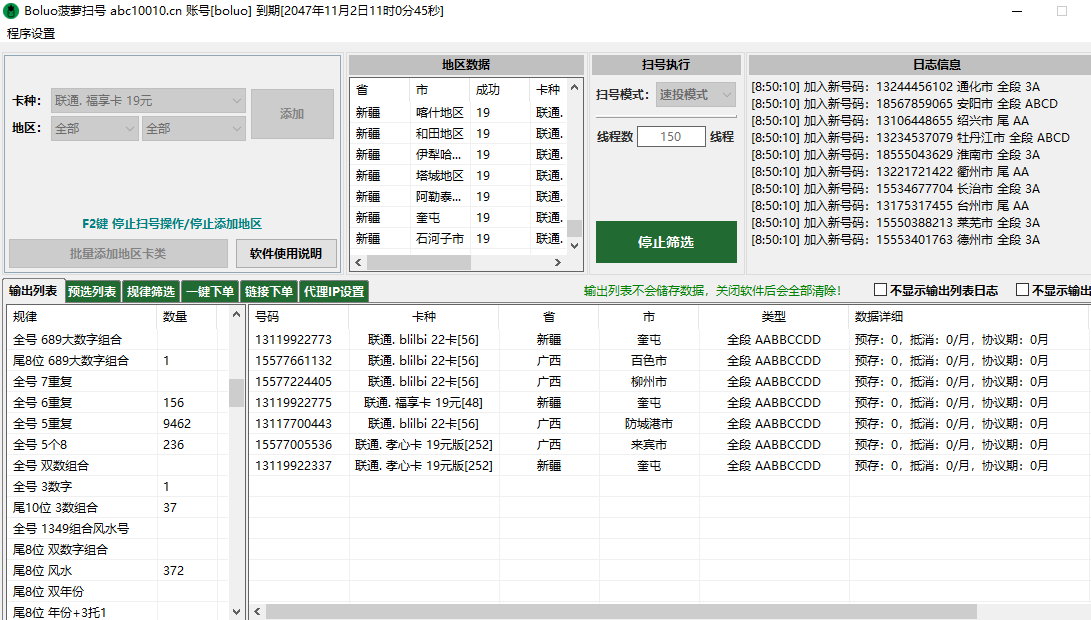 Boluo菠萝扫号 abc10010.cn 账号[boluo] 到期[2047年11月2日11时0分45秒]
程序设置
卡种：
联通. 福享卡 19元
地区：
全部
全部
添加
F2键 停止扫号操作/停止添加地区
批量添加地区卡类
软件使用说明
地区数据
省 市 成功 卡种
新疆 喀什地区 19 联通.
新疆 和田地区 19 联通.
新疆 伊犁哈... 19 联通.
新疆 塔城地区 19 联通.
新疆 阿勒泰... 19 联通.
新疆 奎屯 19 联通.
新疆 石河子市 19 联通.
扫号执行
扫号模式：
速投模式
线程数 150 线程
停止筛选
日志信息
[8:50:10] 加入新号码：13244456102 通化市 全段 3A
[8:50:10] 加入新号码：18567859065 安阳市 全段 ABCD
[8:50:10] 加入新号码：13106448655 绍兴市 尾 AA
[8:50:10] 加入新号码：13234537079 牡丹江市 全段 ABCD
[8:50:10] 加入新号码：18555043629 淮南市 全段 3A
[8:50:10] 加入新号码：13221721422 衢州市 尾 AA
[8:50:10] 加入新号码：15534677704 长治市 全段 3A
[8:50:10] 加入新号码：13175317455 台州市 尾 AA
[8:50:10] 加入新号码：15550388213 莱芜市 全段 3A
[8:50:10] 加入新号码：15553401763 德州市 全段 3A
输出列表 预选列表 规律筛选 一键下单 链接下单 代理IP设置
输出列表不会储存数据，关闭软件后会全部清除！
不显示输出列表日志
不显示输出
规律 数量
全号 689大数字组合
尾8位 689大数字组合 1
全号 7重复
全号 6重复 156
全号 5重复 9462
全号 5个8 236
全号 双数组合
全号 3数字 1
尾10位 3数组合 37
全号 1349组合风水号
尾8位 双数字组合
尾8位 风水 372
尾8位 双年份
尾8位 年份+3托1
号码 卡种 省 市 类型 数据详细
13119922773 联通. blilbi 22卡[56] 新疆 奎屯 全段 AABBCCDD 预存：0，抵消：0/月，协议期：0月
15577661132 联通. blilbi 22卡[56] 广西 百色市 全段 AABBCCDD 预存：0，抵消：0/月，协议期：0月
15577224405 联通. blilbi 22卡[56] 广西 柳州市 全段 AABBCCDD 预存：0，抵消：0/月，协议期：0月
13119922775 联通. 福享卡 19元[48] 新疆 奎屯 全段 AABBCCDD 预存：0，抵消：0/月，协议期：0月
13117700443 联通. blilbi 22卡[56] 广西 防城港市 全段 AABBCCDD 预存：0，抵消：0/月，协议期：0月
15577005536 联通. 孝心卡 19元版[252] 广西 来宾市 全段 AABBCCDD 预存：0，抵消：0/月，协议期：0月
13119922337 联通. 孝心卡 19元版[252] 新疆 奎屯 全段 AABBCCDD 预存：0，抵消：0/月，协议期：0月